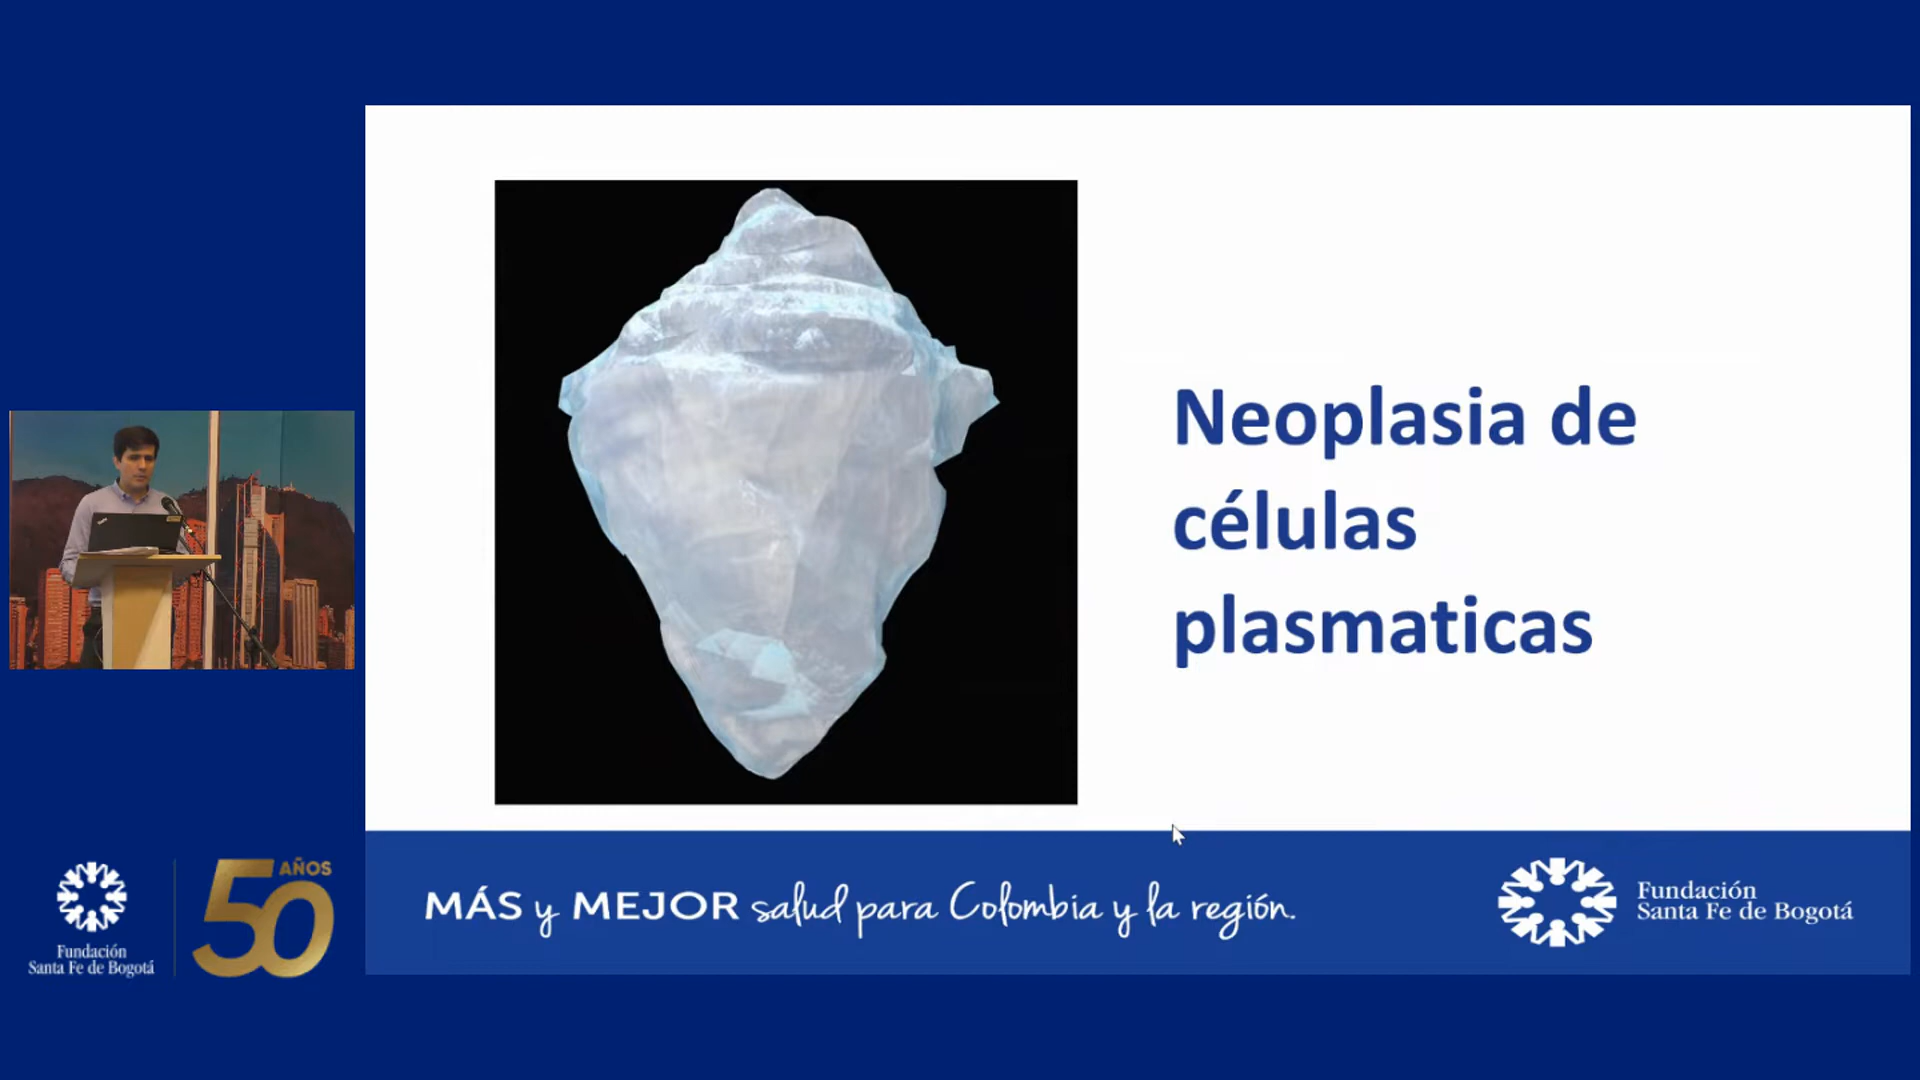 Neoplasia de
células
plasmaticas
MÁS y MEJOR salud para Colombia y la región.
Fundación
Santa Fe de Bogotá
Fundación
Santa Fe de Bogotá
50 AÑOS